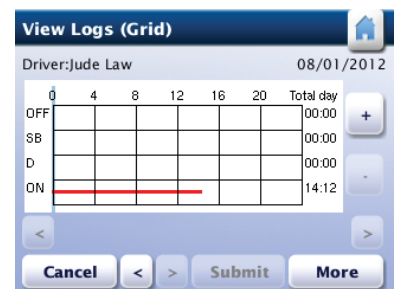 View Logs (Grid)
Driver:Jude Law 08/01/2012
0 4 8 12 16 20 Total day
OFF 00:00
SB 00:00
D 00:00
ON 14:12
+
-
< >
Cancel < > Submit More